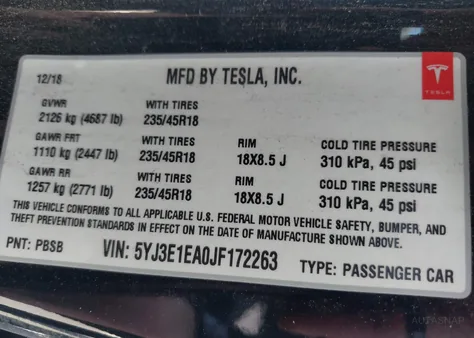 12/18 MFD BY TESLA, INC.
TESLA
GVWR WITH TIRES
2126 kg (4687 lb) 235/45R18
GAWR FRT WITH TIRES RIM COLD TIRE PRESSURE
1110 kg (2447 lb) 235/45R18 18X8.5 J 310 kPa, 45 psi
GAWR RR WITH TIRES RIM COLD TIRE PRESSURE
1257 kg (2771 lb) 235/45R18 18X8.5 J 310 kPa, 45 psi
THIS VEHICLE CONFORMS TO ALL APPLICABLE U.S. FEDERAL MOTOR VEHICLE SAFETY, BUMPER, AND
THEFT PREVENTION STANDARDS IN EFFECT ON THE DATE OF MANUFACTURE SHOWN ABOVE.
PNT: PBSB VIN: 5YJ3E1EA0JF172263 TYPE: PASSENGER CAR
AUTOSNAP